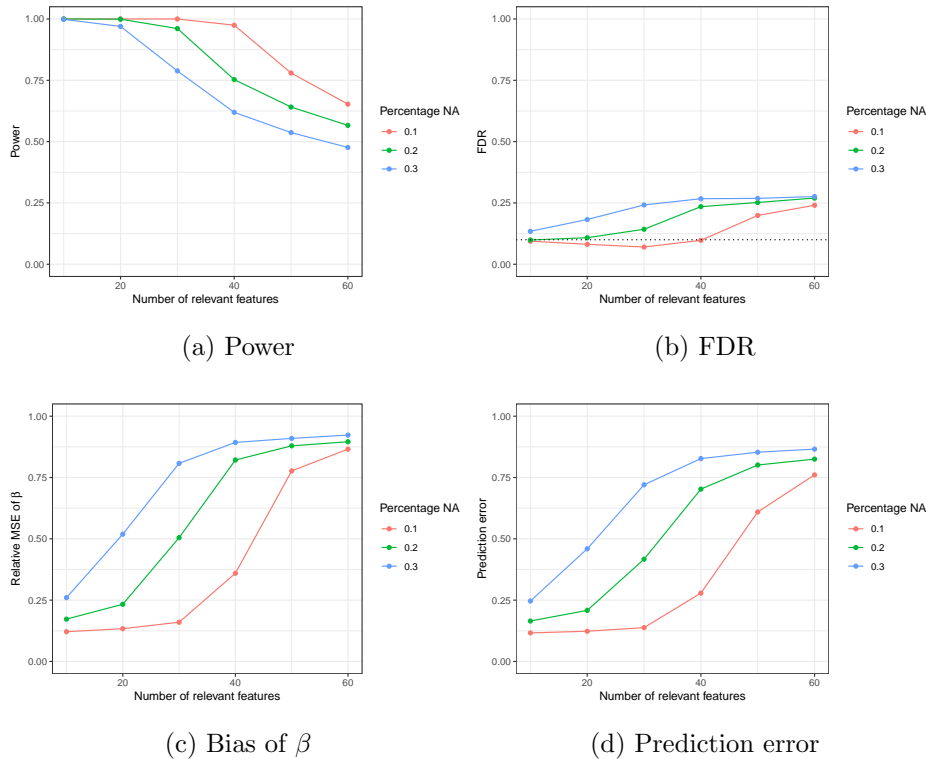 1.00
0.75
0.50
0.25
0.00
Power
20
40
60
Number of relevant features
Percentage NA
0.1
0.2
0.3
(a) Power
1.00
0.75
0.50
0.25
0.00
FDR
20
40
60
Number of relevant features
Percentage NA
0.1
0.2
0.3
(b) FDR
1.00
0.75
0.50
0.25
0.00
Relative MSE of β
20
40
60
Number of relevant features
Percentage NA
0.1
0.2
0.3
(c) Bias of β
1.00
0.75
0.50
0.25
0.00
Prediction error
20
40
60
Number of relevant features
Percentage NA
0.1
0.2
0.3
(d) Prediction error